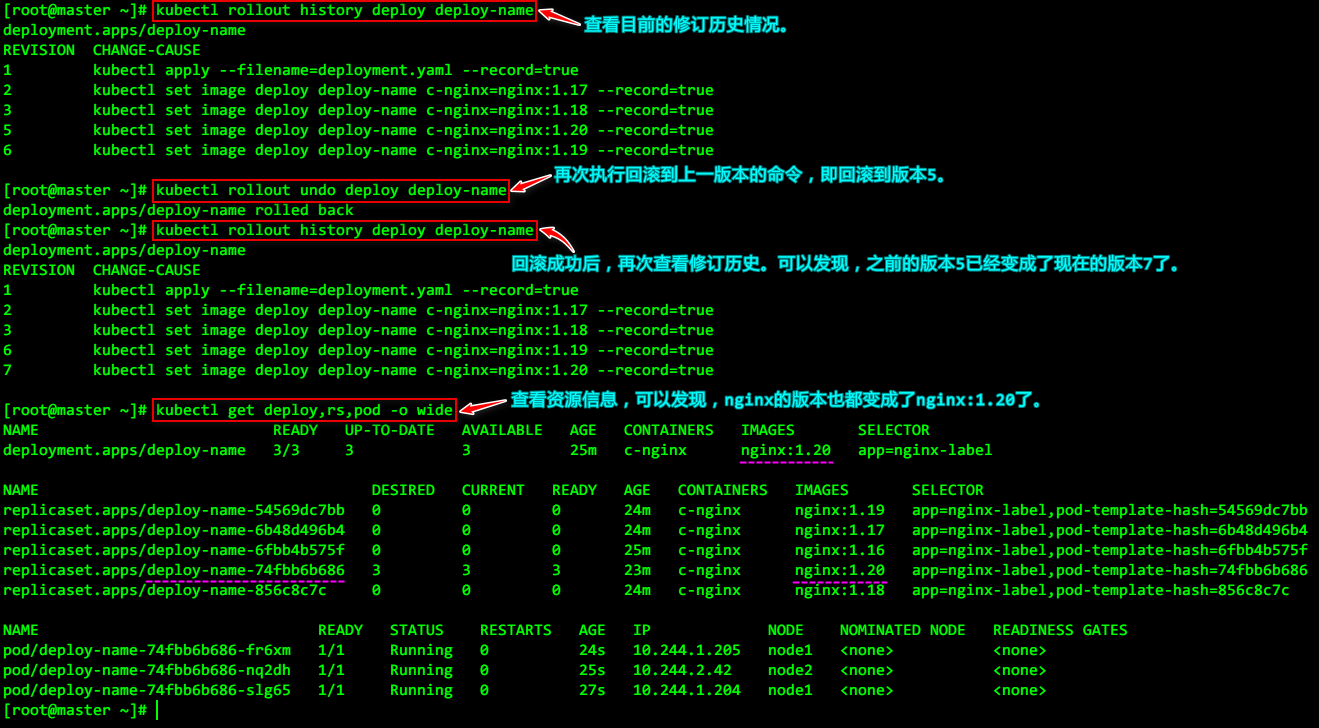 [root@master ~]# kubectl rollout history deploy deploy-name
查看目前的修订历史情况。
deployment.apps/deploy-name
REVISION  CHANGE-CAUSE
1         kubectl apply --filename=deployment.yaml --record=true
2         kubectl set image deploy deploy-name c-nginx=nginx:1.17 --record=true
3         kubectl set image deploy deploy-name c-nginx=nginx:1.18 --record=true
5         kubectl set image deploy deploy-name c-nginx=nginx:1.20 --record=true
6         kubectl set image deploy deploy-name c-nginx=nginx:1.19 --record=true
再次执行回滚到上一版本的命令，即回滚到版本5。
[root@master ~]# kubectl rollout undo deploy deploy-name
deployment.apps/deploy-name rolled back
[root@master ~]# kubectl rollout history deploy deploy-name
deployment.apps/deploy-name
回滚成功后，再次查看修订历史。可以发现，之前的版本5已经变成了现在的版本7了。
REVISION  CHANGE-CAUSE
1         kubectl apply --filename=deployment.yaml --record=true
2         kubectl set image deploy deploy-name c-nginx=nginx:1.17 --record=true
3         kubectl set image deploy deploy-name c-nginx=nginx:1.18 --record=true
6         kubectl set image deploy deploy-name c-nginx=nginx:1.19 --record=true
7         kubectl set image deploy deploy-name c-nginx=nginx:1.20 --record=true
查看资源信息，可以发现，nginx的版本也都变成了nginx:1.20了。
[root@master ~]# kubectl get deploy,rs,pod -o wide
NAME                          READY   UP-TO-DATE   AVAILABLE   AGE   CONTAINERS   IMAGES       SELECTOR
deployment.apps/deploy-name   3/3     3            3           25m   c-nginx      nginx:1.20   app=nginx-label
NAME                                     DESIRED   CURRENT   READY   AGE   CONTAINERS   IMAGES       SELECTOR
replicaset.apps/deploy-name-54569dc7bb   0         0         0       24m   c-nginx      nginx:1.19   app=nginx-label,pod-template-hash=54569dc7bb
replicaset.apps/deploy-name-6b48d496b4   0         0         0       24m   c-nginx      nginx:1.17   app=nginx-label,pod-template-hash=6b48d496b4
replicaset.apps/deploy-name-6fbb4b575f   0         0         0       25m   c-nginx      nginx:1.16   app=nginx-label,pod-template-hash=6fbb4b575f
replicaset.apps/deploy-name-74fbb6b686   3         3         3       23m   c-nginx      nginx:1.20   app=nginx-label,pod-template-hash=74fbb6b686
replicaset.apps/deploy-name-856c8c7c     0         0         0       24m   c-nginx      nginx:1.18   app=nginx-label,pod-template-hash=856c8c7c
NAME                               READY   STATUS    RESTARTS   AGE   IP             NODE    NOMINATED NODE   READINESS GATES
pod/deploy-name-74fbb6b686-fr6xm   1/1     Running   0          24s   10.244.1.205   node1   <none>           <none>
pod/deploy-name-74fbb6b686-nq2dh   1/1     Running   0          25s   10.244.2.42    node2   <none>           <none>
pod/deploy-name-74fbb6b686-slg65   1/1     Running   0          27s   10.244.1.204   node1   <none>           <none>
[root@master ~]#